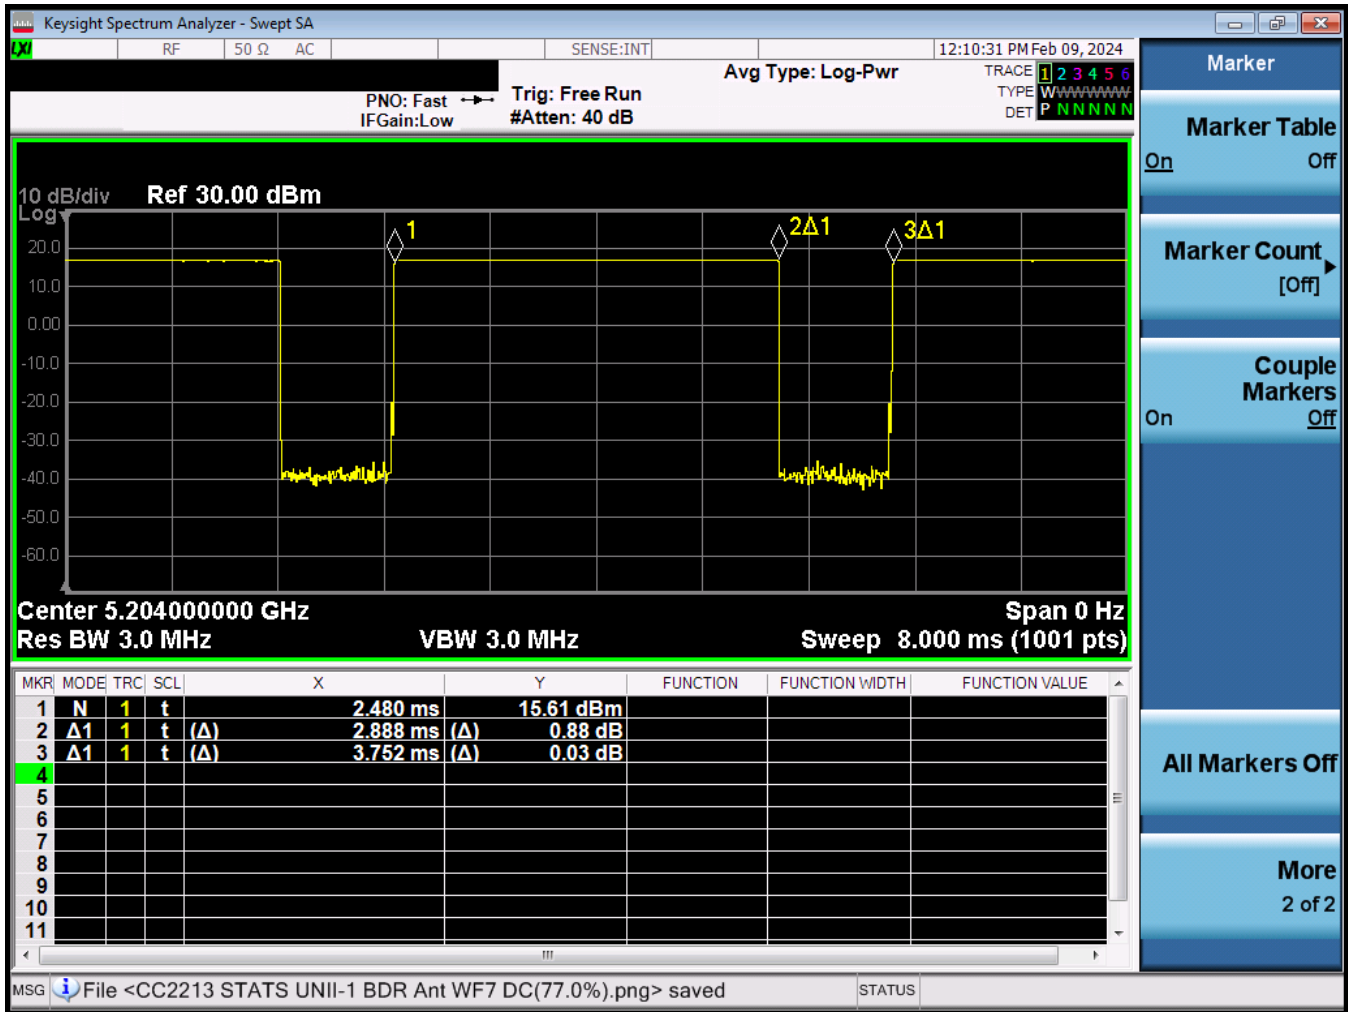 Keysight Spectrum Analyzer - Swept SA
LXI RF 50 Ω AC SENSE:INT 12:10:31 PM Feb 09, 2024
Avg Type: Log-Pwr TRACE 1 2 3 4 5 6
PNO: Fast Trig: Free Run TYPE WWWWWW
IFGain:Low #Atten: 40 dB DET P N N N N N
10 dB/div Ref 30.00 dBm
Log
1 2Δ1 3Δ1
20.0
10.0
0.00
-10.0
-20.0
-30.0
-40.0
-50.0
-60.0
Center 5.204000000 GHz Span 0 Hz
Res BW 3.0 MHz VBW 3.0 MHz Sweep 8.000 ms (1001 pts)
MKR MODE TRC SCL X Y FUNCTION FUNCTION WIDTH FUNCTION VALUE
1 N 1 t 2.480 ms 15.61 dBm
2 Δ1 1 t (Δ) 2.888 ms (Δ) 0.88 dB
3 Δ1 1 t (Δ) 3.752 ms (Δ) 0.03 dB
4
5
6
7
8
9
10
11
MSG File <CC2213 STATS UNII-1 BDR Ant WF7 DC(77.0%).png> saved STATUS
Marker
Marker Table
On Off
Marker Count
[Off]
Couple
Markers
On Off
All Markers Off
More
2 of 2